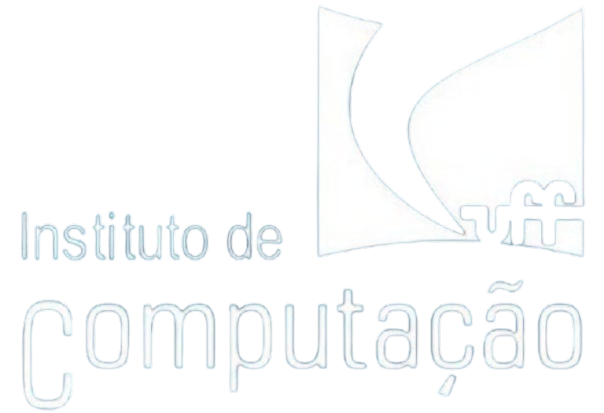 uff
Instituto de
Computação